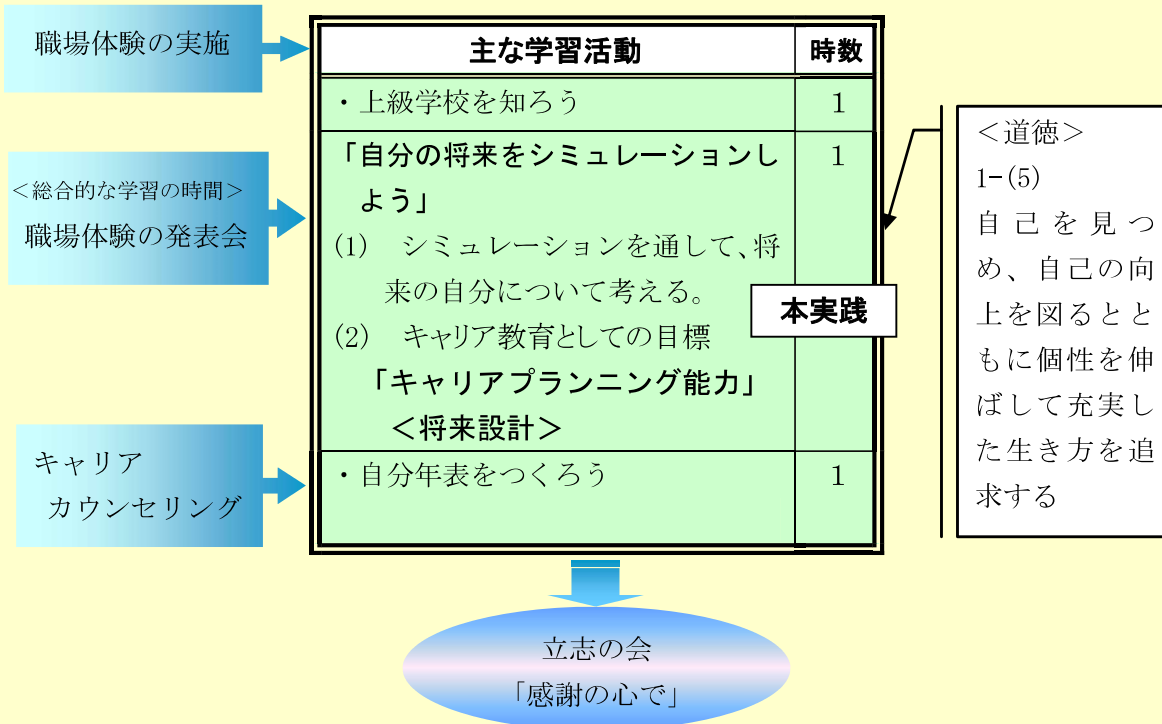 職場体験の実施
＜総合的な学習の時間＞
職場体験の発表会
キャリア
カウンセリング
主な学習活動 時数
・上級学校を知ろう 1
「自分の将来をシミュレーションし 1
よう」
(1) シミュレーションを通して、将
来の自分について考える。
(2) キャリア教育としての目標
「キャリアプランニング能力」
＜将来設計＞
本実践
・自分年表をつくろう 1
＜道徳＞
1-(5)
自己を見つ
め、自己の向
上を図るとと
もに個性を伸
ばして充実し
た生き方を追
求する
立志の会
「感謝の心で」